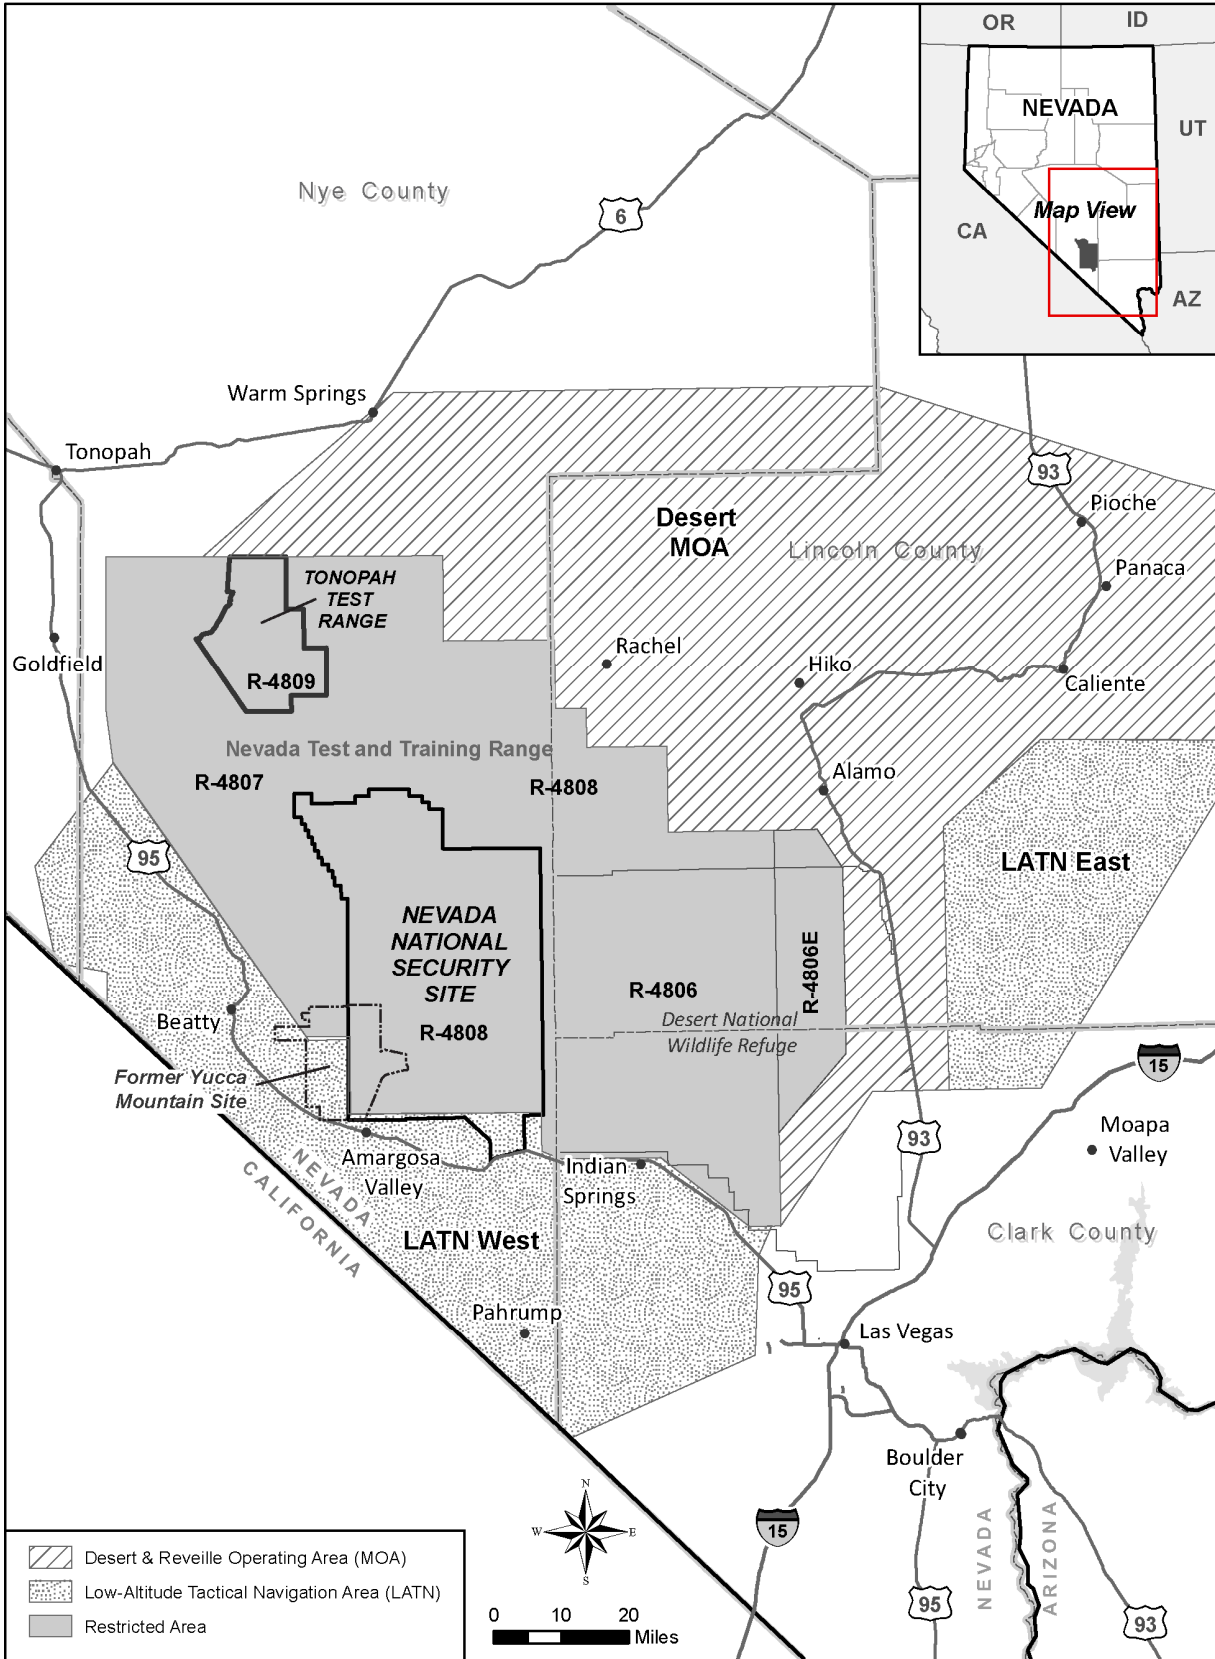 OR
ID
NEVADA
UT
Map View
CA
AZ
Nye County
6
Warm Springs
Tonopah
93
Pioche
Desert
MOA
Lincoln County
Panaca
TONOPAH
TEST
RANGE
Rachel
Goldfield
Hiko
R-4809
Caliente
Nevada Test and Training Range
R-4807
R-4808
Alamo
95
LATN East
NEVADA
NATIONAL
SECURITY
SITE
R-4806
R-4806E
Beatty
R-4808
Desert National
Wildlife Refuge
Former Yucca
Mountain Site
15
93
Moapa
Valley
Amargosa
Valley
Indian
Springs
NEVADA
CALIFORNIA
LATN West
Clark County
95
Pahrump
Las Vegas
Boulder
City
N
W
E
S
15
NEVADA
ARIZONA
95
93
Desert & Reveille Operating Area (MOA)
Low-Altitude Tactical Navigation Area (LATN)
Restricted Area
0 10 20
Miles